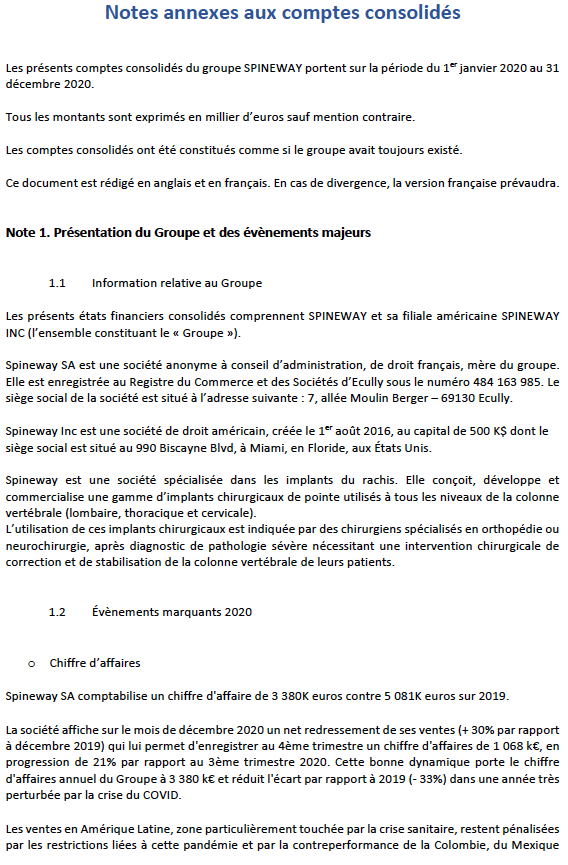 Notes annexes aux comptes consolidés
Les présents comptes consolidés du groupe SPINEWAY portent sur la période du 1er janvier 2020 au 31
décembre 2020.
Tous les montants sont exprimés en millier d'euros sauf mention contraire.
Les comptes consolidés ont été constitués comme si le groupe avait toujours existé.
Ce document est rédigé en anglais et en français. En cas de divergence, la version française prévaudra.
Note 1. Présentation du Groupe et des évènements majeurs
1.1 Information relative au Groupe
Les présents états financiers consolidés comprennent SPINEWAY et sa filiale américaine SPINEWAY
INC (l'ensemble constituant le « Groupe »).
Spineway SA est une société anonyme à conseil d'administration, de droit français, mère du groupe.
Elle est enregistrée au Registre du Commerce et des Sociétés d'Ecully sous le numéro 484 163 985. Le
siège social de la société est situé à l'adresse suivante : 7, allée Moulin Berger – 69130 Ecully.
Spineway Inc est une société de droit américain, créée le 1er août 2016, au capital de 500 K$ dont le
siège social est situé au 990 Biscayne Blvd, à Miami, en Floride, aux États Unis.
Spineway est une société spécialisée dans les implants du rachis. Elle conçoit, développe et
commercialise une gamme d'implants chirurgicaux de pointe utilisés à tous les niveaux de la colonne
vertébrale (lombaire, thoracique et cervicale).
L'utilisation de ces implants chirurgicaux est indiquée par des chirurgiens spécialisés en orthopédie ou
neurochirurgie, après diagnostic de pathologie sévère nécessitant une intervention chirurgicale de
correction et de stabilisation de la colonne vertébrale de leurs patients.
1.2 Évènements marquants 2020
o Chiffre d'affaires
Spineway SA comptabilise un chiffre d'affaire de 3 380K euros contre 5 081K euros sur 2019.
La société affiche sur le mois de décembre 2020 un net redressement de ses ventes (+ 30% par rapport
à décembre 2019) qui lui permet d'enregistrer au 4ème trimestre un chiffre d'affaires de 1 068 k€, en
progression de 21% par rapport au 3ème trimestre 2020. Cette bonne dynamique porte le chiffre
d'affaires annuel du Groupe à 3 380 k€ et réduit l'écart par rapport à 2019 (- 33%) dans une année très
perturbée par la crise du COVID.
Les ventes en Amérique Latine, zone particulièrement touchée par la crise sanitaire, restent pénalisées
par les restrictions liées à cette pandémie et par la contreperformance de la Colombie, du Mexique